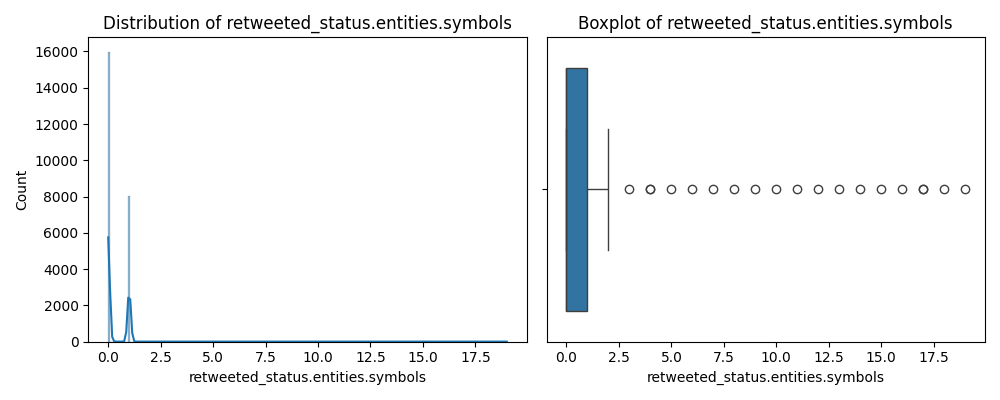 Distribution of retweeted_status.entities.symbols
16000
14000
12000
10000
8000
6000
4000
2000
0
Count
0.0 2.5 5.0 7.5 10.0 12.5 15.0 17.5
retweeted_status.entities.symbols
Boxplot of retweeted_status.entities.symbols
0.0 2.5 5.0 7.5 10.0 12.5 15.0 17.5
retweeted_status.entities.symbols